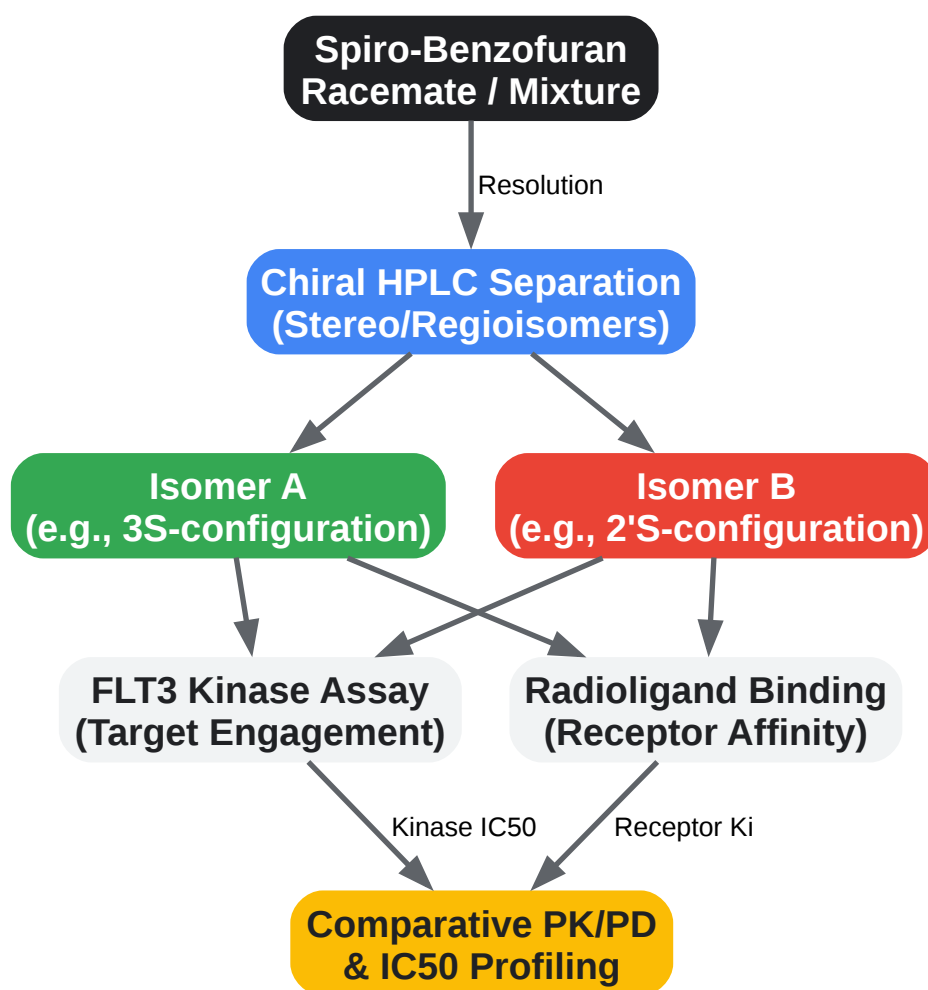 Spiro-Benzofuran
Racemate / Mixture
Resolution
Chiral HPLC Separation
(Stereo/Regioisomers)
Isomer A
(e.g., 3S-configuration)
Isomer B
(e.g., 2'S-configuration)
FLT3 Kinase Assay
(Target Engagement)
Radioligand Binding
(Receptor Affinity)
Kinase IC50
Receptor Ki
Comparative PK/PD
& IC50 Profiling